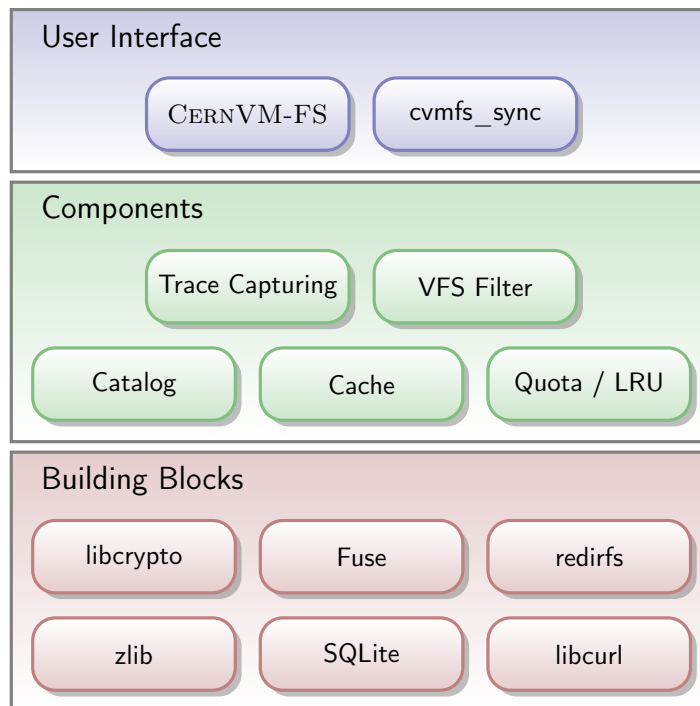 User Interface
CERNVM-FS cvmfs_sync
Components
Trace Capturing VFS Filter
Catalog Cache Quota / LRU
Building Blocks
libcrypto Fuse redirfs
zlib SQLite libcurl